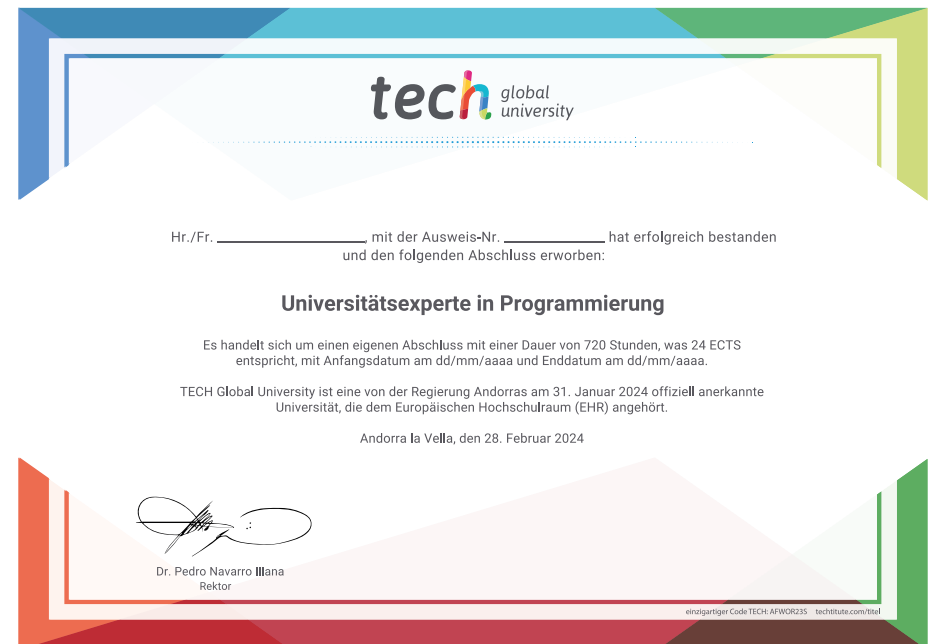 tech global university
Hr./Fr. ____________________, mit der Ausweis-Nr. ______________ hat erfolgreich bestanden
und den folgenden Abschluss erworben:
Universitätsexperte in Programmierung
Es handelt sich um einen eigenen Abschluss mit einer Dauer von 720 Stunden, was 24 ECTS
entspricht, mit Anfangsdatum am dd/mm/aaaa und Enddatum am dd/mm/aaaa.
TECH Global University ist eine von der Regierung Andorras am 31. Januar 2024 offiziell anerkannte
Universität, die dem Europäischen Hochschulraum (EHR) angehört.
Andorra la Vella, den 28. Februar 2024
Dr. Pedro Navarro Illana
Rektor
einzigartiger Code TECH: AFWOR23S techtitute.com/titel